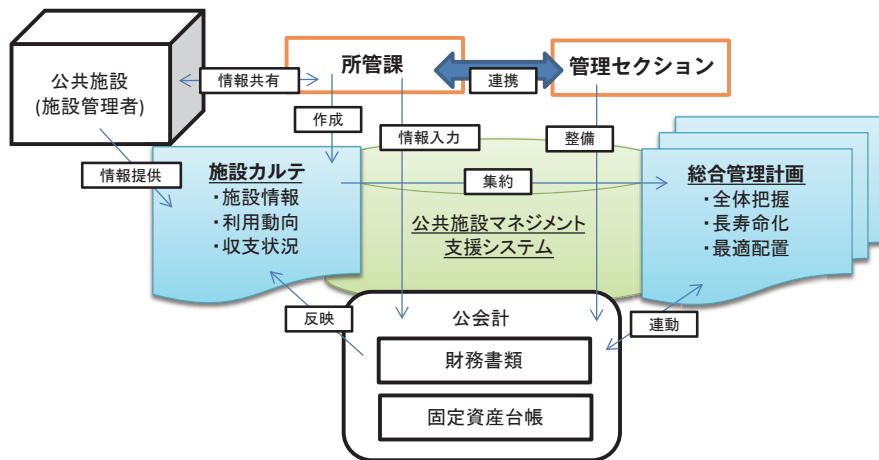 公共施設
(施設管理者)
情報共有
所管課
連携
管理セクション
作成
情報入力
整備
情報提供
施設カルテ
・施設情報
・利用動向
・収支状況
集約
公共施設マネジメント
支援システム
総合管理計画
・全体把握
・長寿命化
・最適配置
反映
公会計
連動
財務書類
固定資産台帳